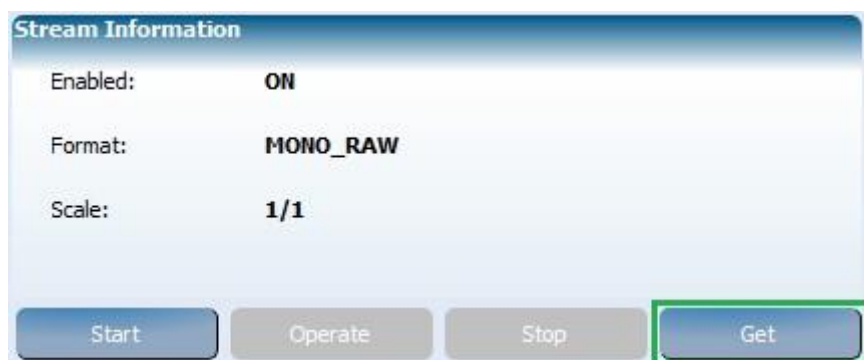 Stream Information
Enabled: ON
Format: MONO_RAW
Scale: 1/1
Start Operate Stop Get